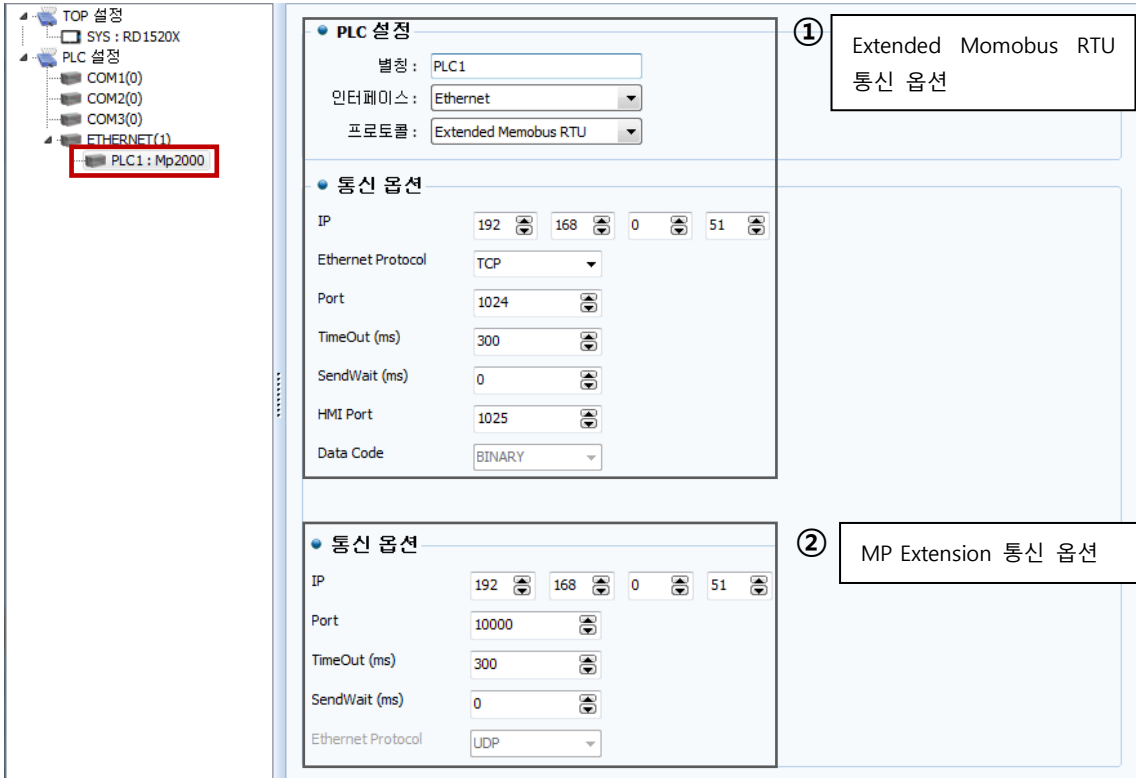 TOP 설정
SYS : RD1520X
PLC 설정
COM1(0)
COM2(0)
COM3(0)
ETHERNET(1)
PLC1 : Mp2000
PLC 설정
별칭 : PLC1
인터페이스 : Ethernet
프로토콜 : Extended Memobus RTU
①
Extended Momobus RTU
통신 옵션
통신 옵션
IP 192 168 0 51
Ethernet Protocol TCP
Port 1024
TimeOut (ms) 300
SendWait (ms) 0
HMI Port 1025
Data Code BINARY
②
MP Extension 통신 옵션
통신 옵션
IP 192 168 0 51
Port 10000
TimeOut (ms) 300
SendWait (ms) 0
Ethernet Protocol UDP